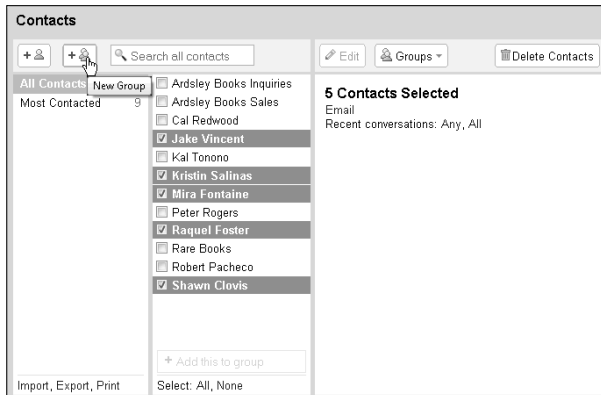 Contacts
Search all contacts
Edit
Groups
Delete Contacts
All Contacts
New Group
Most Contacted 9
Ardsley Books Inquiries
Ardsley Books Sales
Cal Redwood
Jake Vincent
Kal Tonono
Kristin Salinas
Mira Fontaine
Peter Rogers
Raquel Foster
Rare Books
Robert Pacheco
Shawn Clovis
+ Add this to group
Import, Export, Print
Select: All, None
5 Contacts Selected
Email
Recent conversations: Any, All